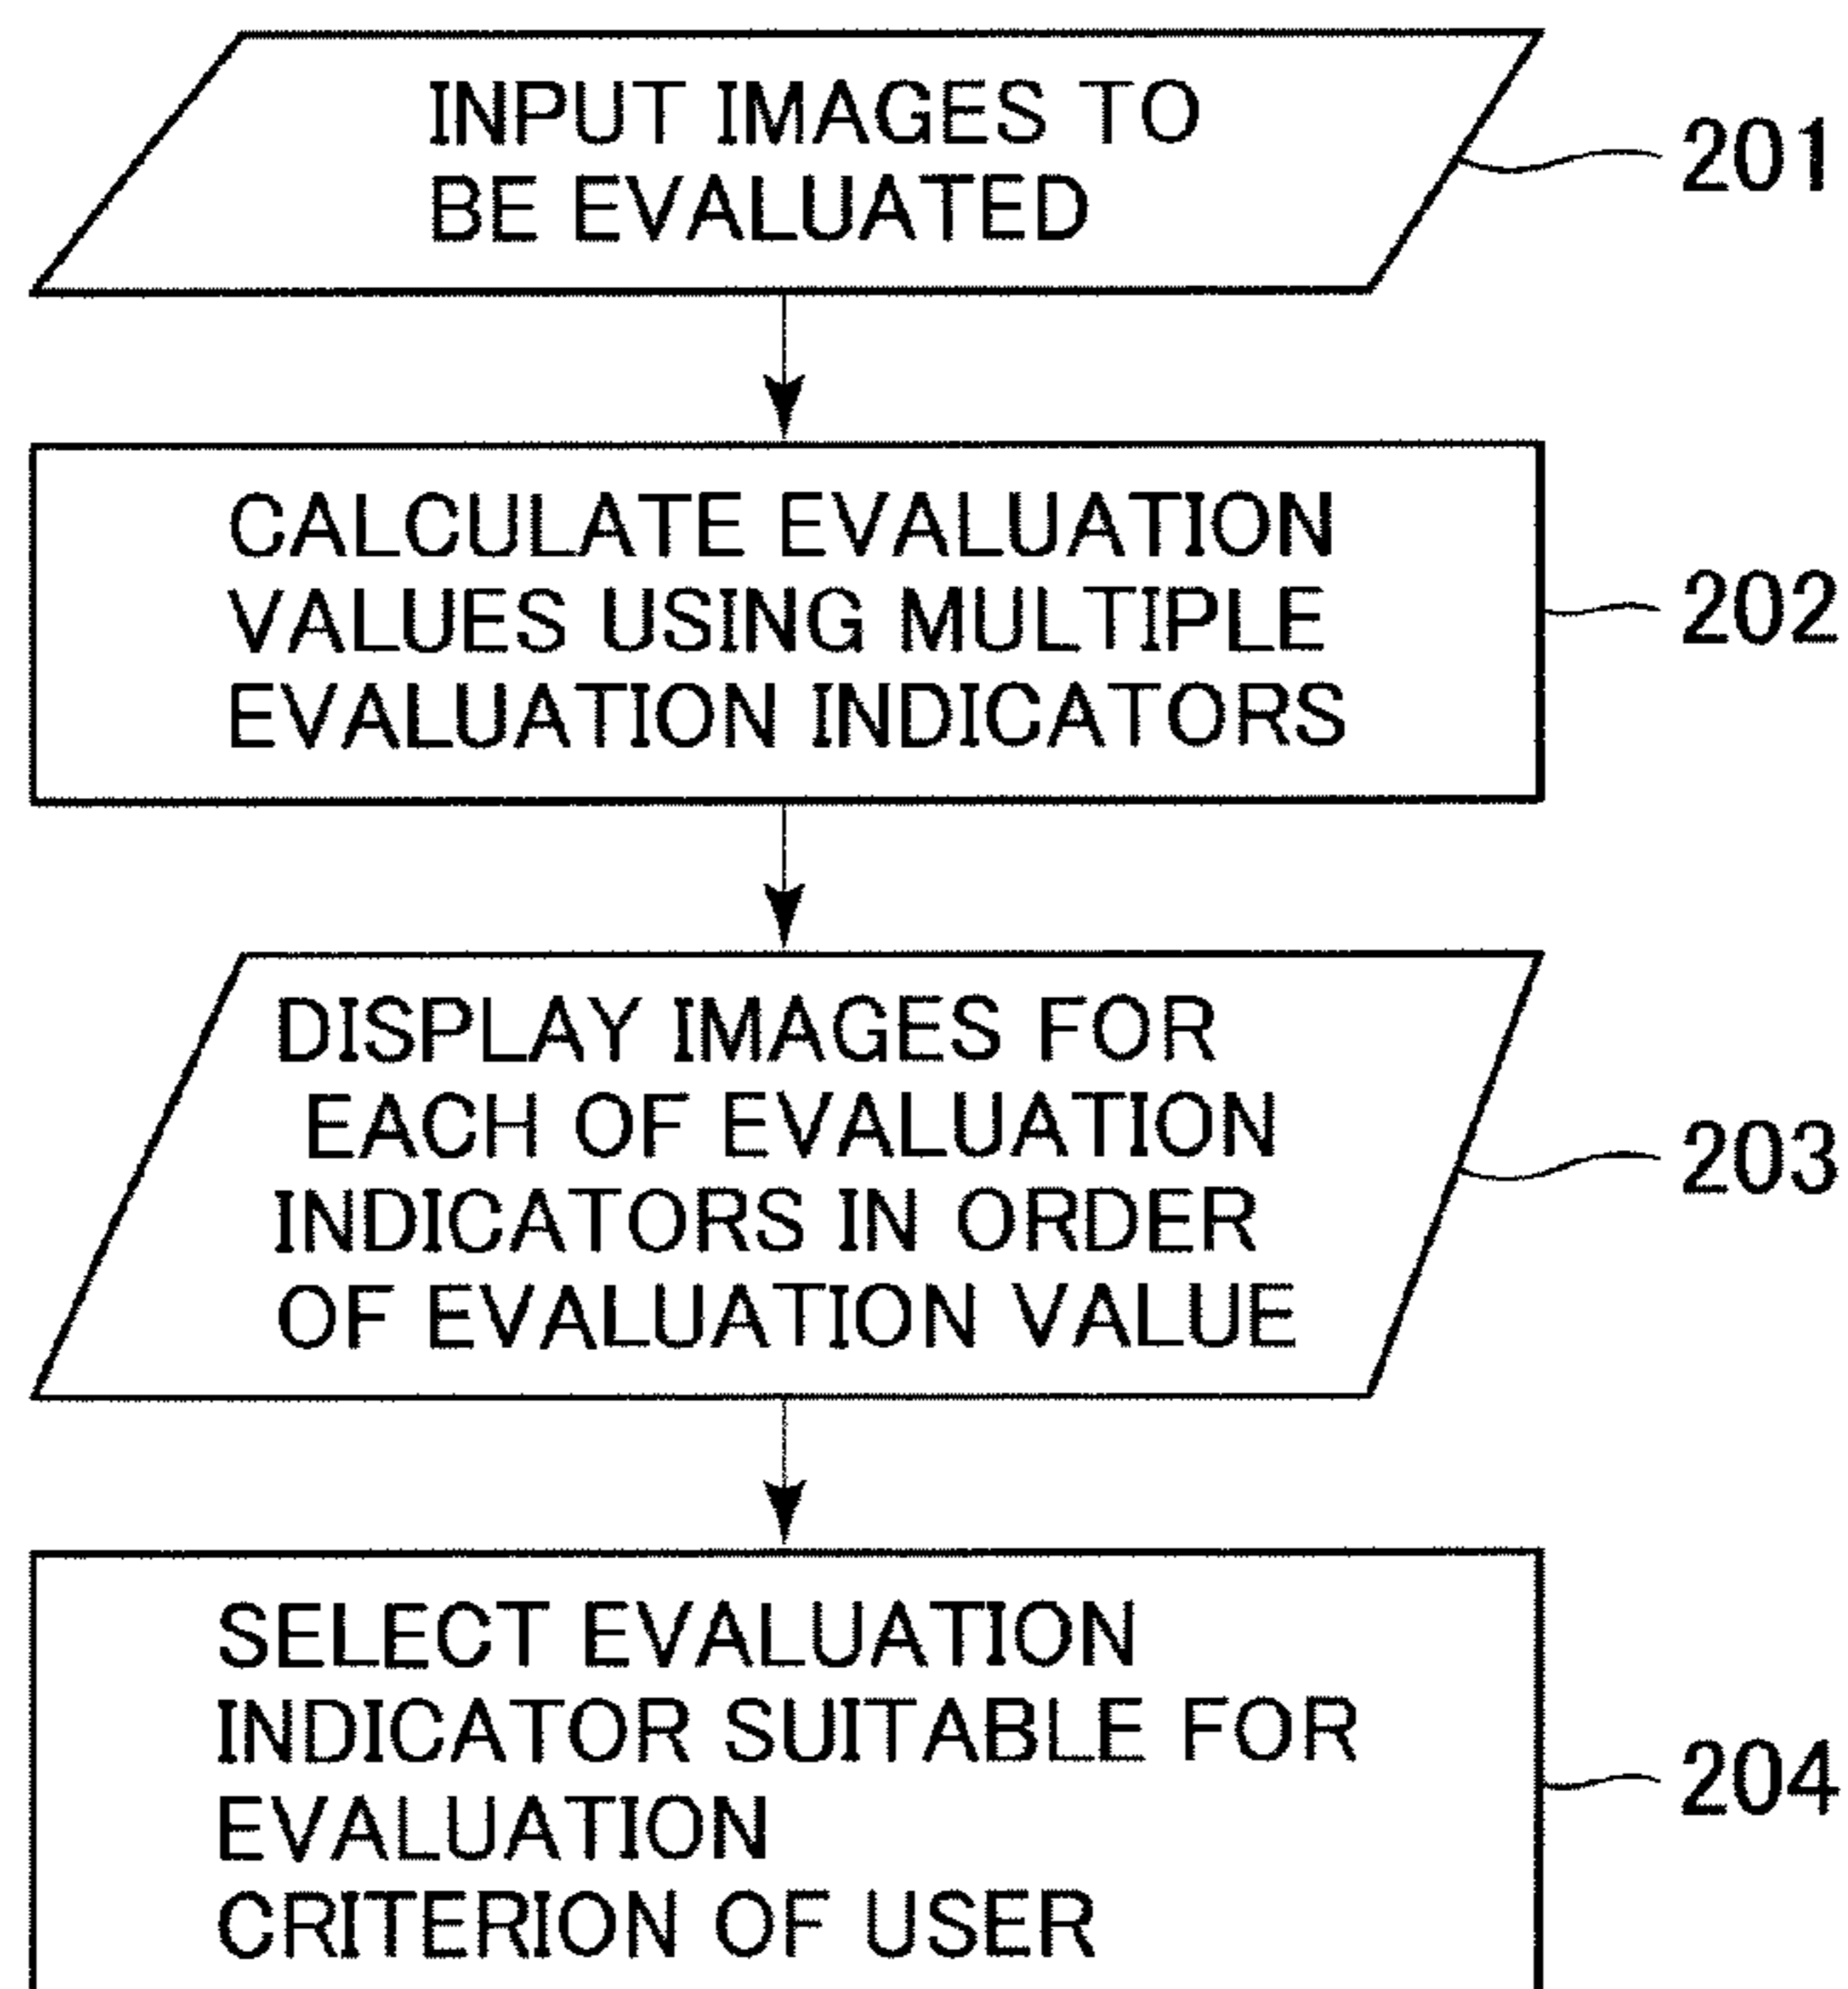 INPUT IMAGES TO
BE EVALUATED
201
CALCULATE EVALUATION
VALUES USING MULTIPLE
EVALUATION INDICATORS
202
DISPLAY IMAGES FOR
EACH OF EVALUATION
INDICATORS IN ORDER
OF EVALUATION VALUE
203
SELECT EVALUATION
INDICATOR SUITABLE FOR
EVALUATION
CRITERION OF USER
204